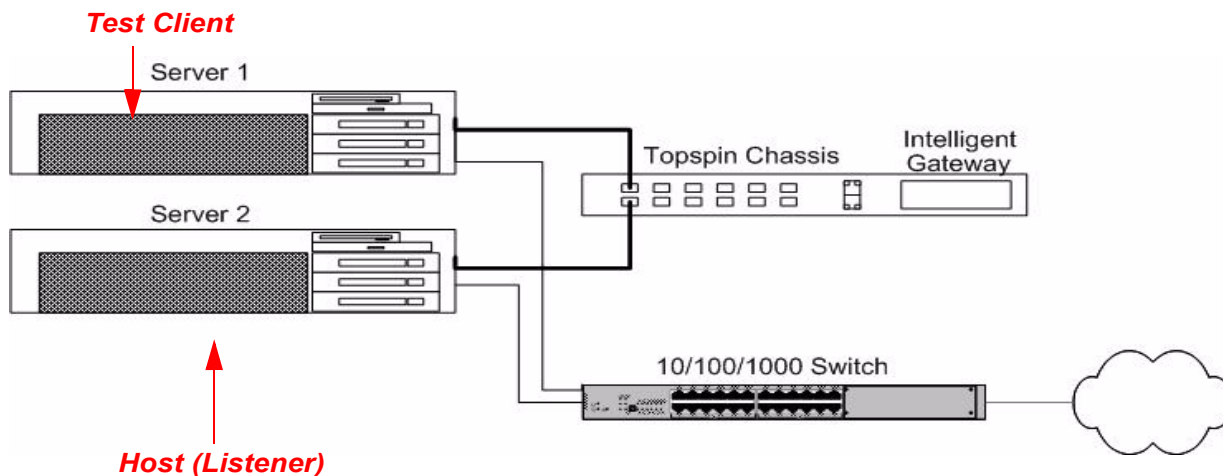 Test Client
Server 1
Topspin Chassis
Intelligent
Gateway
Server 2
10/100/1000 Switch
Host (Listener)